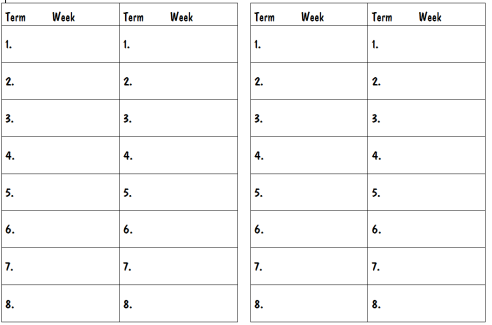 Term Week Term Week Term Week Term Week
1. 1. 1. 1.
2. 2. 2. 2.
3. 3. 3. 3.
4. 4. 4. 4.
5. 5. 5. 5.
6. 6. 6. 6.
7. 7. 7. 7.
8. 8. 8. 8.